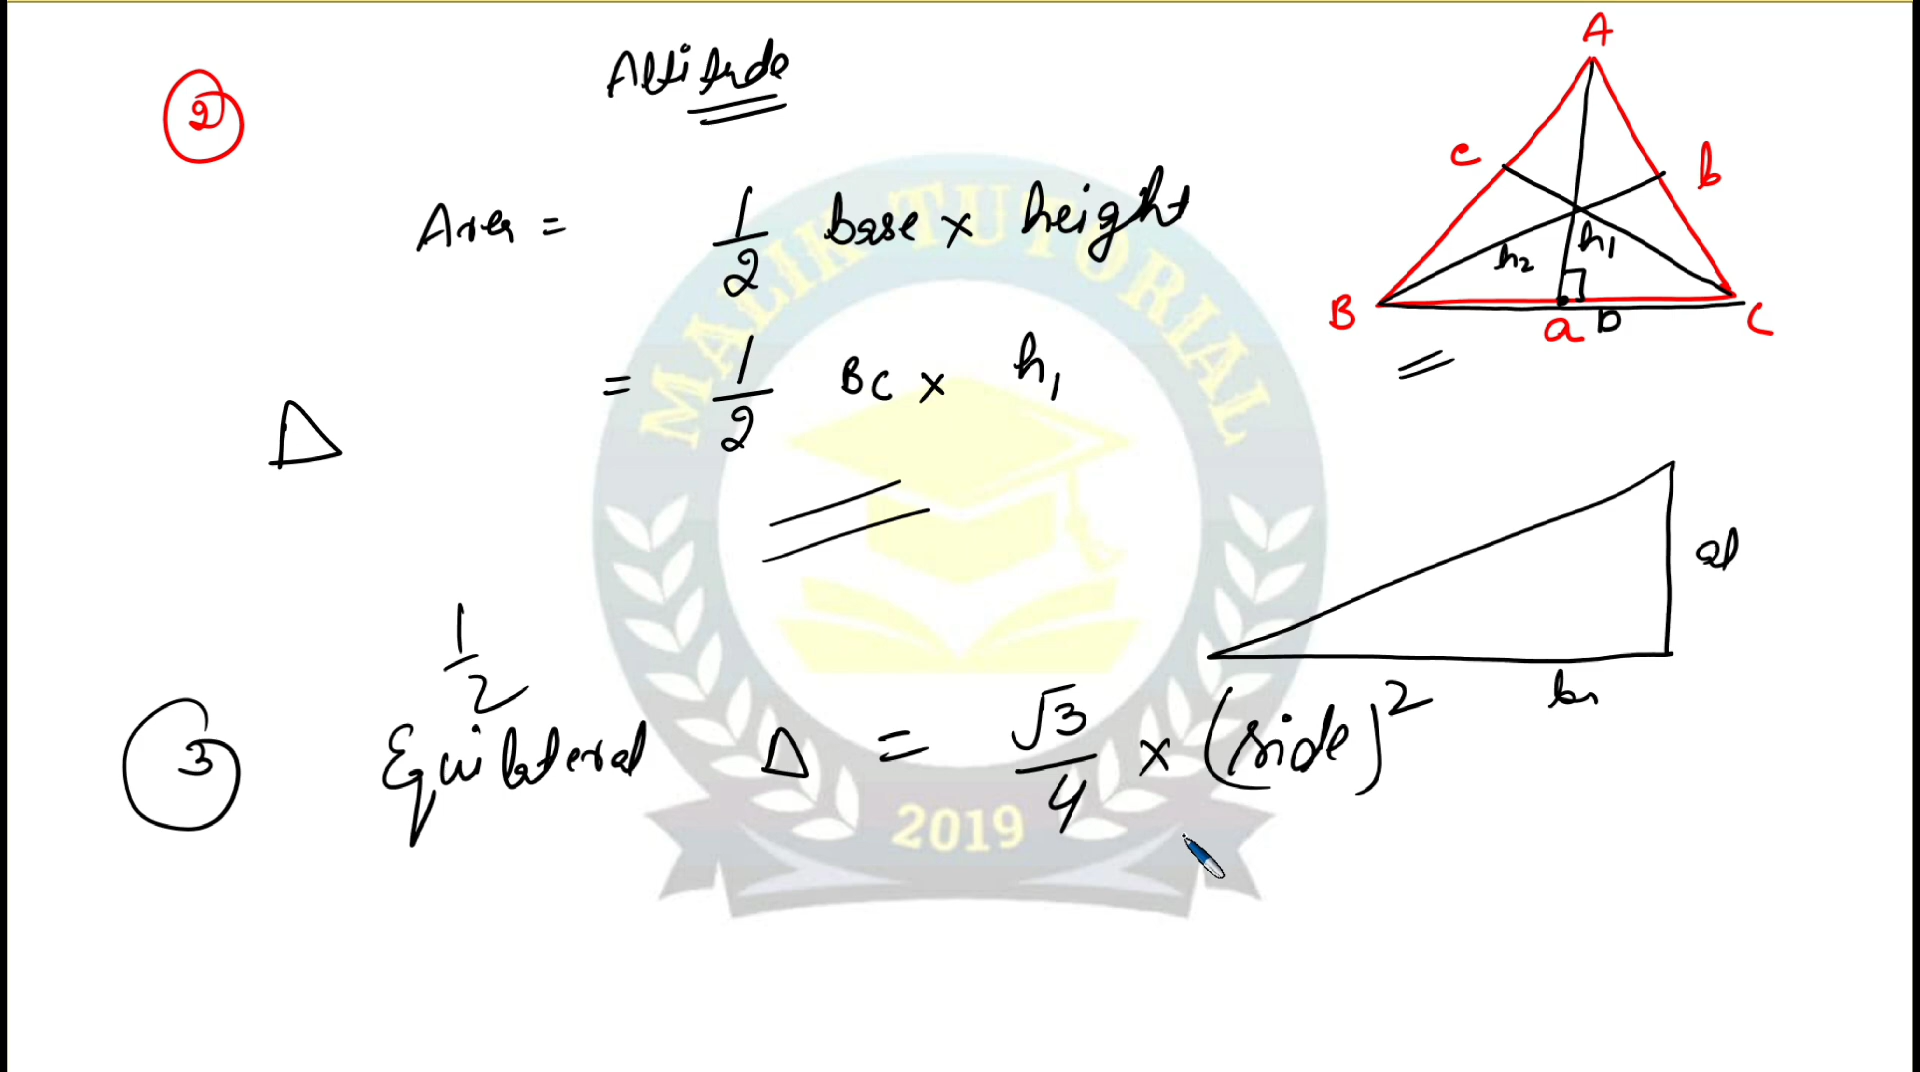 2
Altitude
Area = 1/2 base × height
= 1/2 BC × h₁
Δ
A
c
b
h₂
h₁
B
a
D
C
1/2
3
Equilateral Δ = √3/4 × (side)²
MALIK TUTORIAL
2019